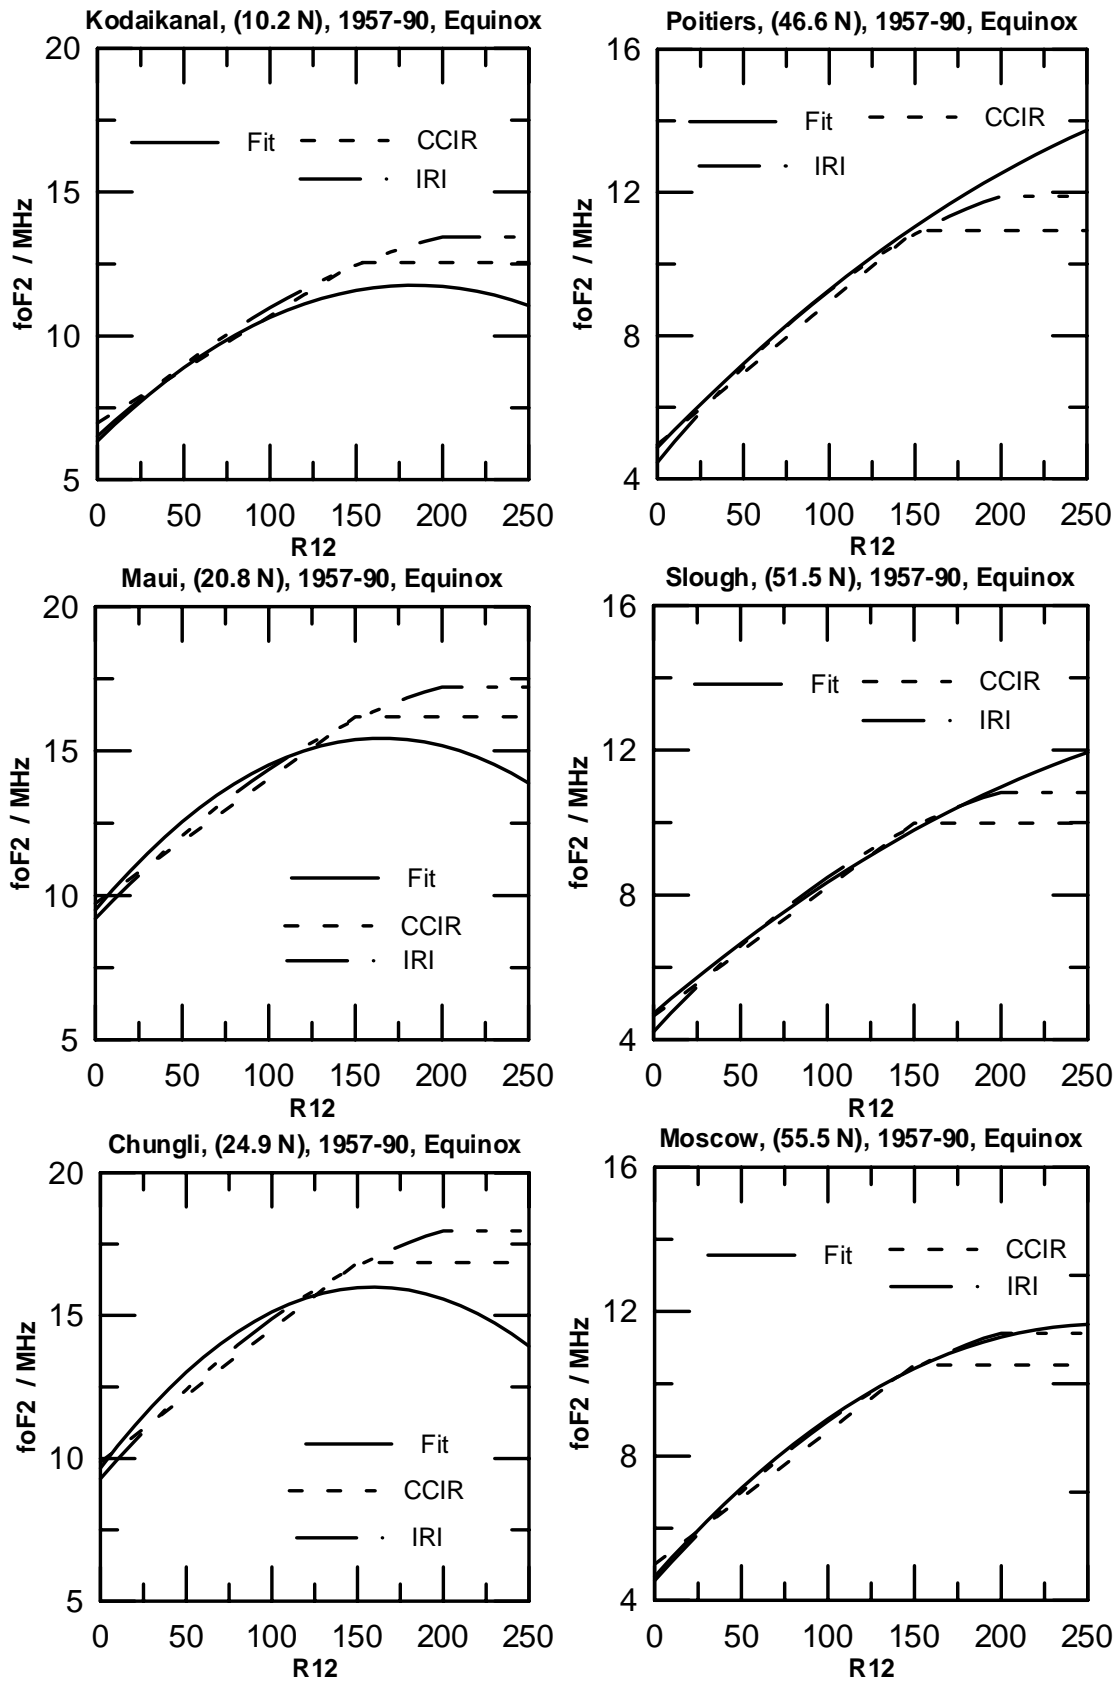 Kodaikanal, (10.2 N), 1957-90, Equinox
20
15
10
5
foF2 / MHz
Fit
CCIR
IRI
0 50 100 150 200 250
R12
Poitiers, (46.6 N), 1957-90, Equinox
16
12
8
4
foF2 / MHz
Fit
CCIR
IRI
0 50 100 150 200 250
R12
Maui, (20.8 N), 1957-90, Equinox
20
15
10
5
foF2 / MHz
Fit
CCIR
IRI
0 50 100 150 200 250
R12
Slough, (51.5 N), 1957-90, Equinox
16
12
8
4
foF2 / MHz
Fit
CCIR
IRI
0 50 100 150 200 250
R12
Chungli, (24.9 N), 1957-90, Equinox
20
15
10
5
foF2 / MHz
Fit
CCIR
IRI
0 50 100 150 200 250
R12
Moscow, (55.5 N), 1957-90, Equinox
16
12
8
4
foF2 / MHz
Fit
CCIR
IRI
0 50 100 150 200 250
R12